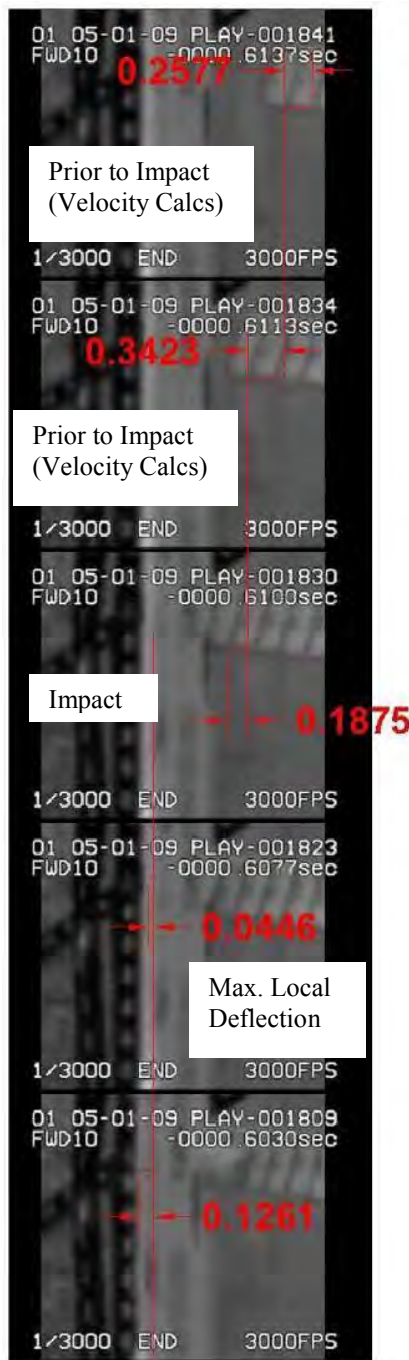 01 05-01-09 PLAY-001841
FWD10 -0000.6137sec
0.2577
Prior to Impact
(Velocity Calcs)
1/3000 END 3000FPS
01 05-01-09 PLAY-001834
FWD10 -0000.6113sec
0.3423
Prior to Impact
(Velocity Calcs)
1/3000 END 3000FPS
01 05-01-09 PLAY-001830
FWD10 -0000.6100sec
Impact
0.1875
1/3000 END 3000FPS
01 05-01-09 PLAY-001823
FWD10 -0000.6077sec
0.0446
Max. Local
Deflection
1/3000 END 3000FPS
01 05-01-09 PLAY-001809
FWD10 -0000.6030sec
0.1261
1/3000 END 3000FPS